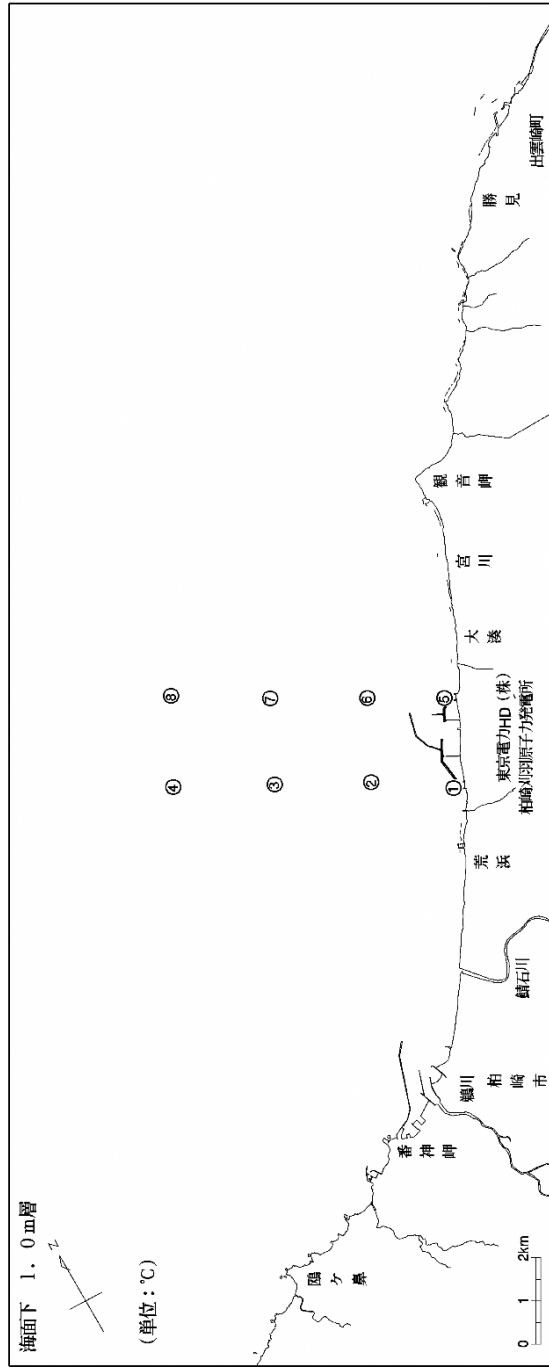 海面下 1.0m層
Z
(単位:℃)
④
③
②
①
⑧
⑦
⑥
⑤
鴎ヶ鼻
番神岬
鵜川
柏崎市
鯖石川
荒浜
東京電力HD(株)
柏崎刈羽原子力発電所
大湊
宮川
観音岬
勝見
出雲崎町
0 1 2km